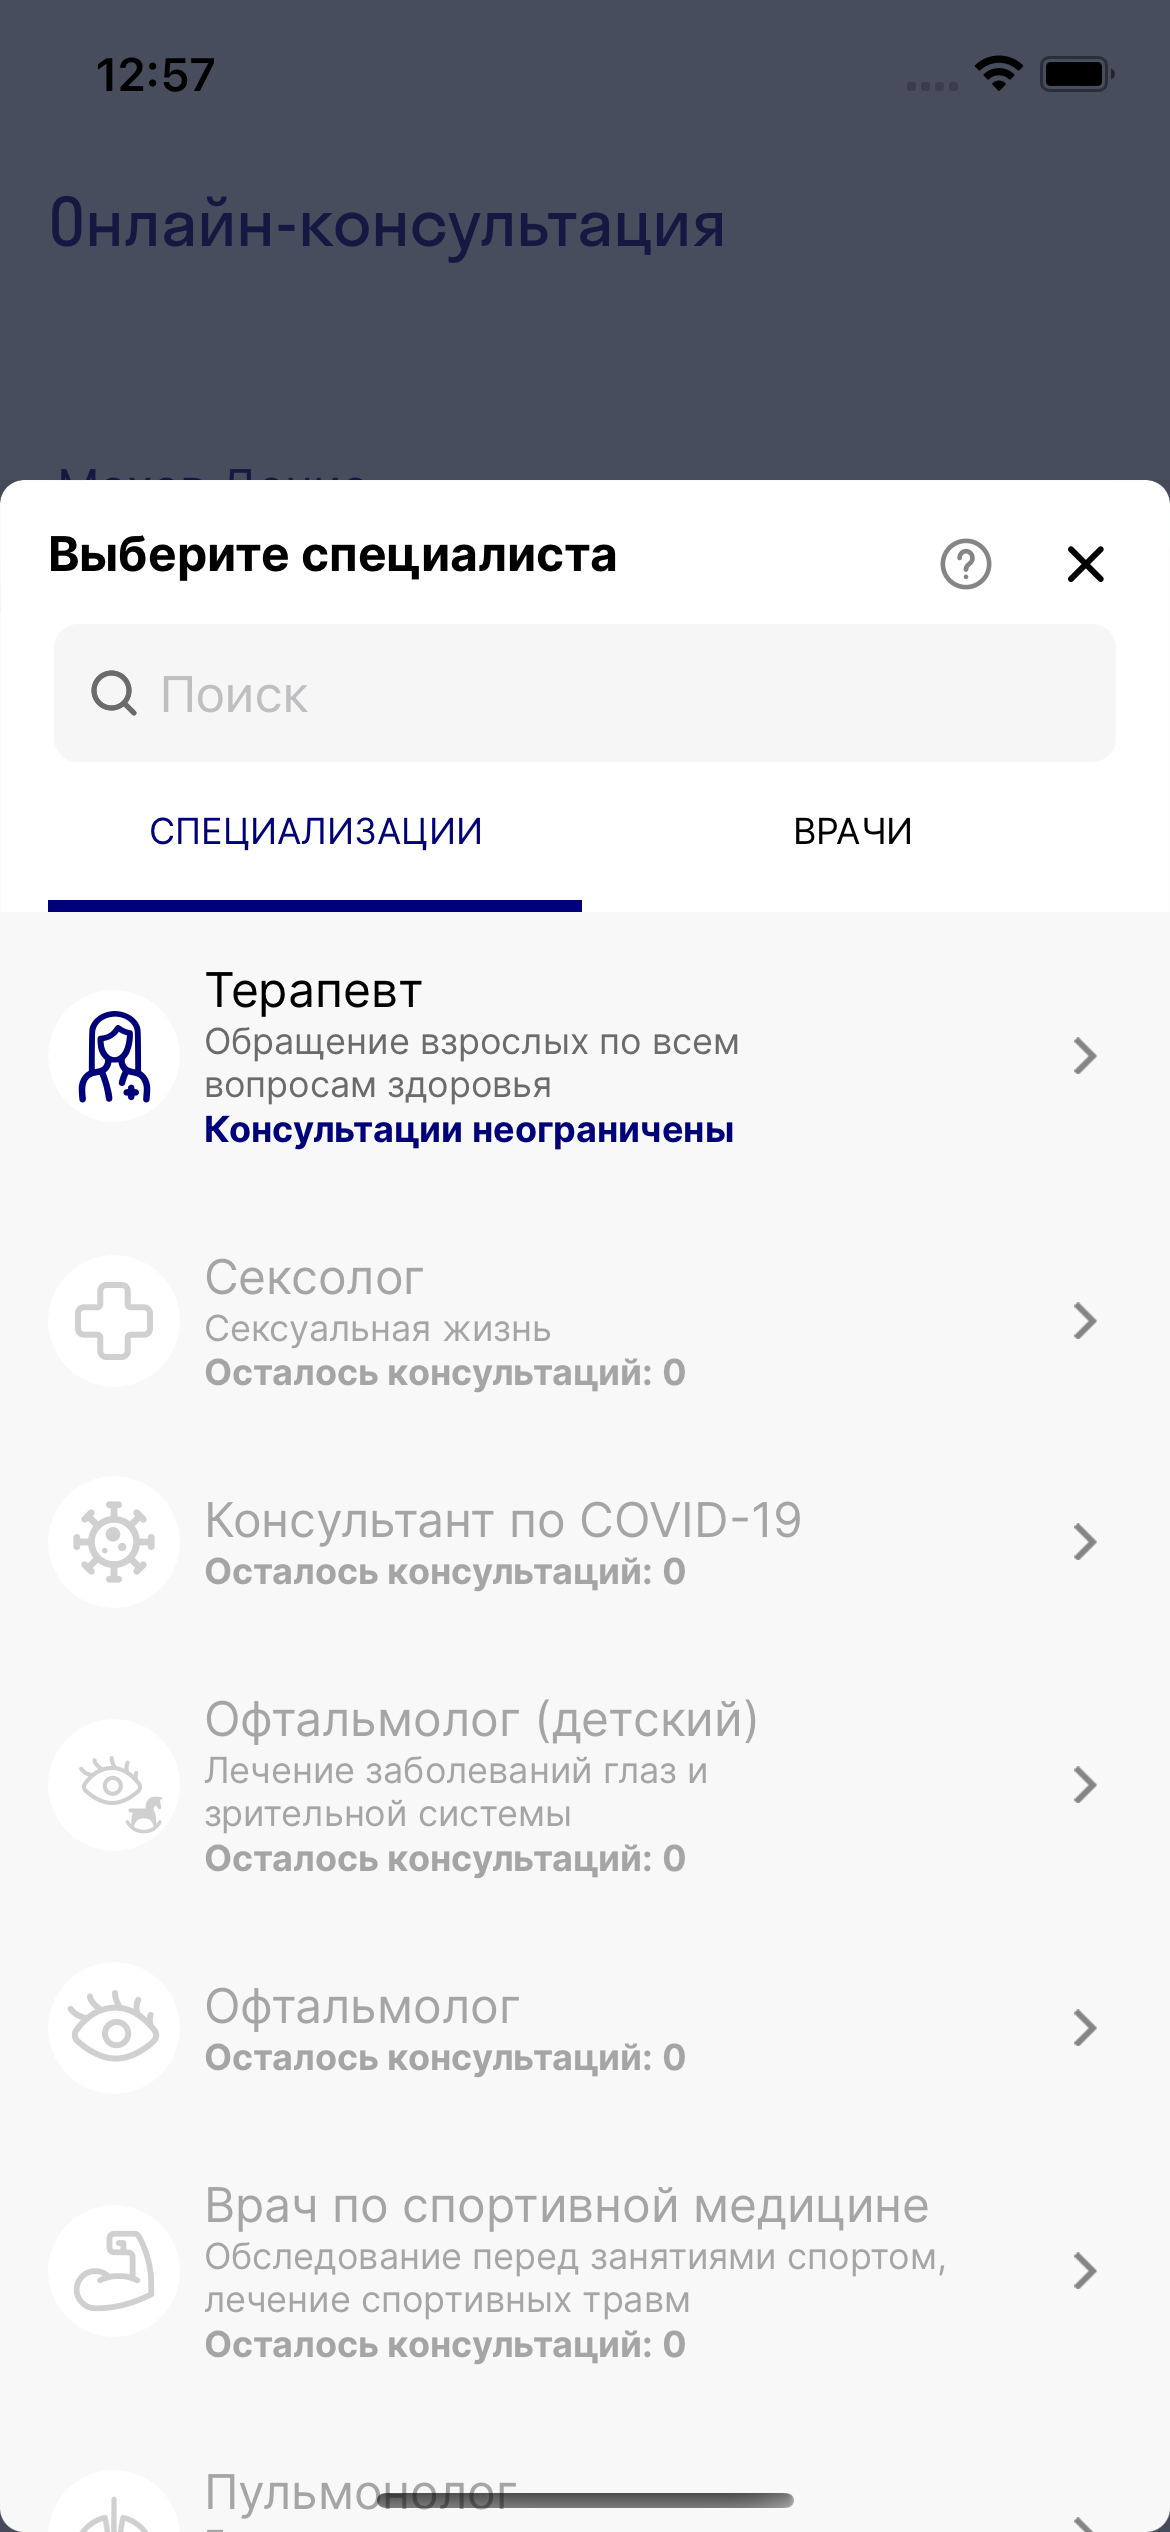 12:57
Онлайн-консультация
Выберите специалиста
Поиск
СПЕЦИАЛИЗАЦИИ
ВРАЧИ
Терапевт
Обращение взрослых по всем
вопросам здоровья
Консультации неограничены
Сексолог
Сексуальная жизнь
Осталось консультаций: 0
Консультант по COVID-19
Осталось консультаций: 0
Офтальмолог (детский)
Лечение заболеваний глаз и
зрительной системы
Осталось консультаций: 0
Офтальмолог
Осталось консультаций: 0
Врач по спортивной медицине
Обследование перед занятиями спортом,
лечение спортивных травм
Осталось консультаций: 0
Пульмонолог